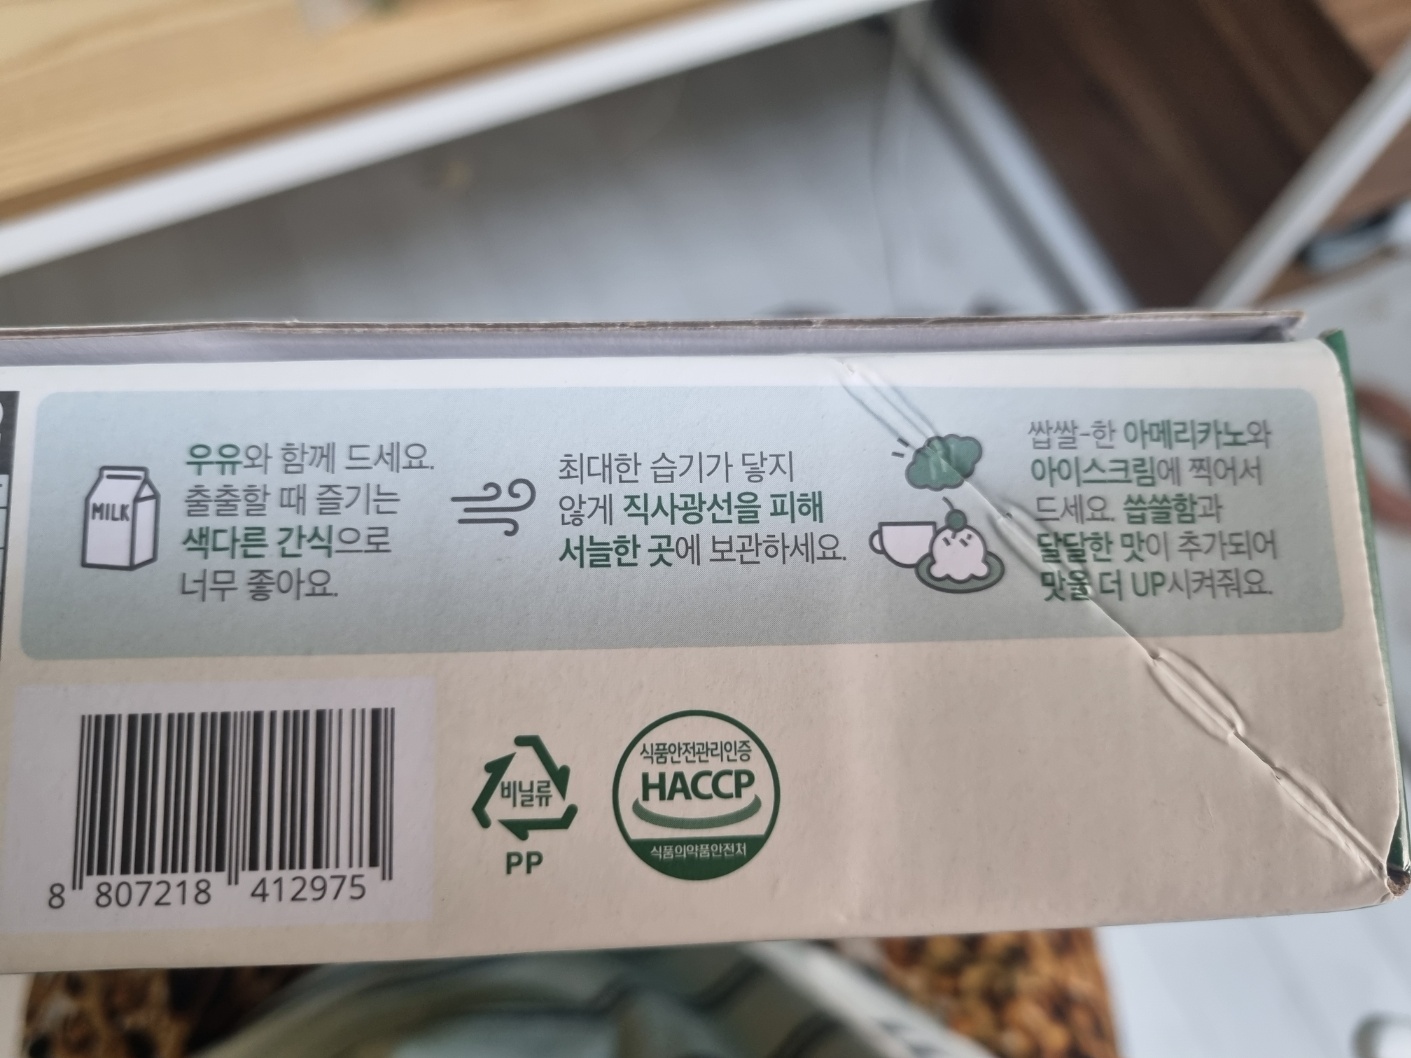 MILK
우유와 함께 드세요.
출출할 때 즐기는
색다른 간식으로
너무 좋아요.
최대한 습기가 닿지
않게 직사광선을 피해
서늘한 곳에 보관하세요.
쌉쌀-한 아메리카노와
아이스크림에 찍어서
드세요. 씁쓸함과
달달한 맛이 추가되어
맛을 더 UP시켜줘요.
8 807218 412975
비닐류
PP
식품안전관리인증
HACCP
식품의약품안전처